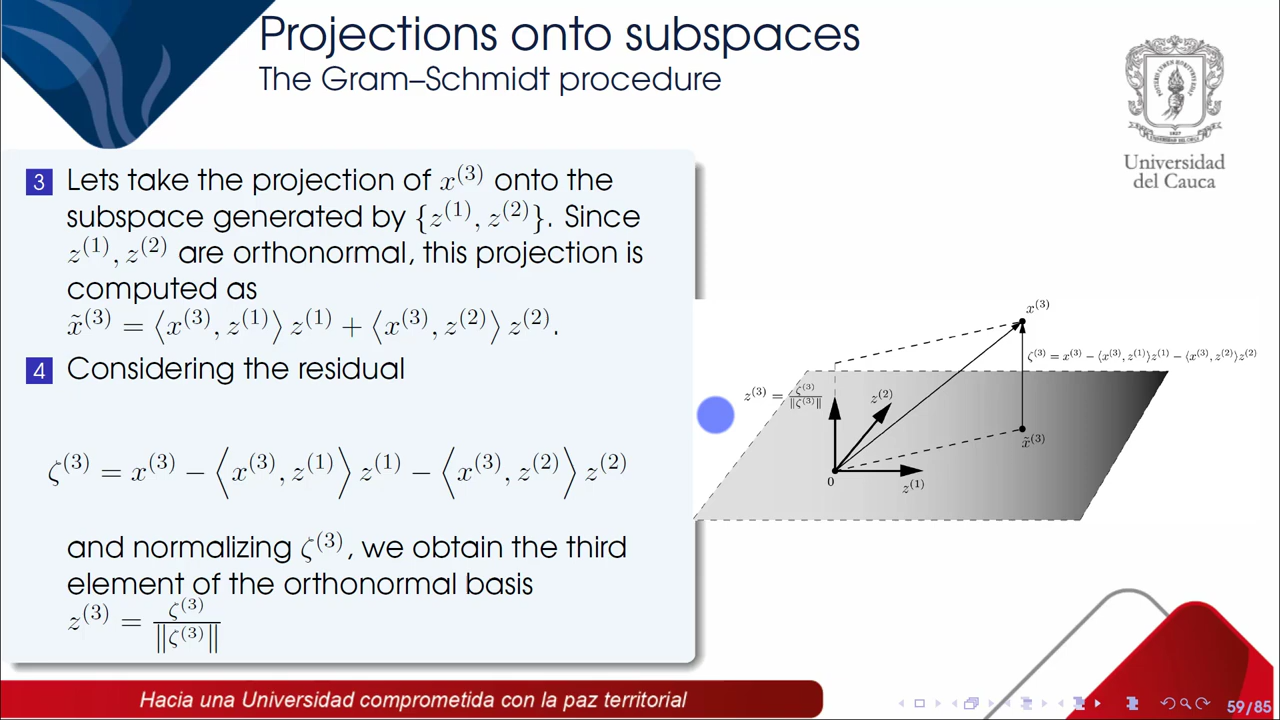 Projections onto subspaces
The Gram–Schmidt procedure
Universidad
del Cauca
3 Lets take the projection of x^{(3)} onto the
subspace generated by {z^{(1)}, z^{(2)}}. Since
z^{(1)}, z^{(2)} are orthonormal, this projection is
computed as
x̃^{(3)} = ⟨x^{(3)}, z^{(1)}⟩ z^{(1)} + ⟨x^{(3)}, z^{(2)}⟩ z^{(2)}.
4 Considering the residual
ζ^{(3)} = x^{(3)} − ⟨x^{(3)}, z^{(1)}⟩ z^{(1)} − ⟨x^{(3)}, z^{(2)}⟩ z^{(2)}
and normalizing ζ^{(3)}, we obtain the third
element of the orthonormal basis
z^{(3)} = ζ^{(3)} / ‖ζ^{(3)}‖
x^{(3)}
ζ^{(3)} = x^{(3)} − ⟨x^{(3)}, z^{(1)}⟩z^{(1)} − ⟨x^{(3)}, z^{(2)}⟩z^{(2)}
z^{(3)} = ζ^{(3)} / ‖ζ^{(3)}‖
z^{(2)}
x̃^{(3)}
0
z^{(1)}
Hacia una Universidad comprometida con la paz territorial
59/85